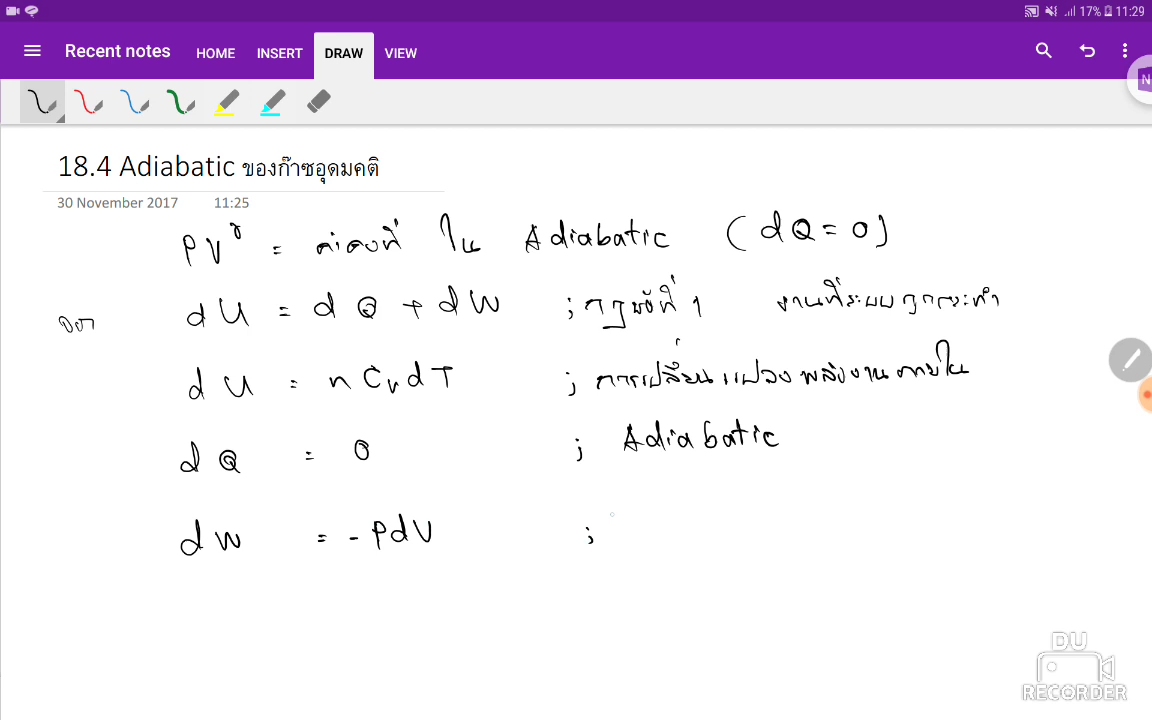 17% 11:29
Recent notes HOME INSERT DRAW VIEW
N
18.4 Adiabatic ของก๊าซอุดมคติ
30 November 2017 11:25
PV^γ = ค่าคงที่ ใน Adiabatic (dQ = 0)
จาก dU = dQ + dW ; กฎข้อที่ 1 งานที่ระบบถูกกระทำ
dU = nCvdT ; การเปลี่ยนแปลงพลังงานภายใน
dQ = 0 ; Adiabatic
dW = -PdV ;
DU
RECORDER